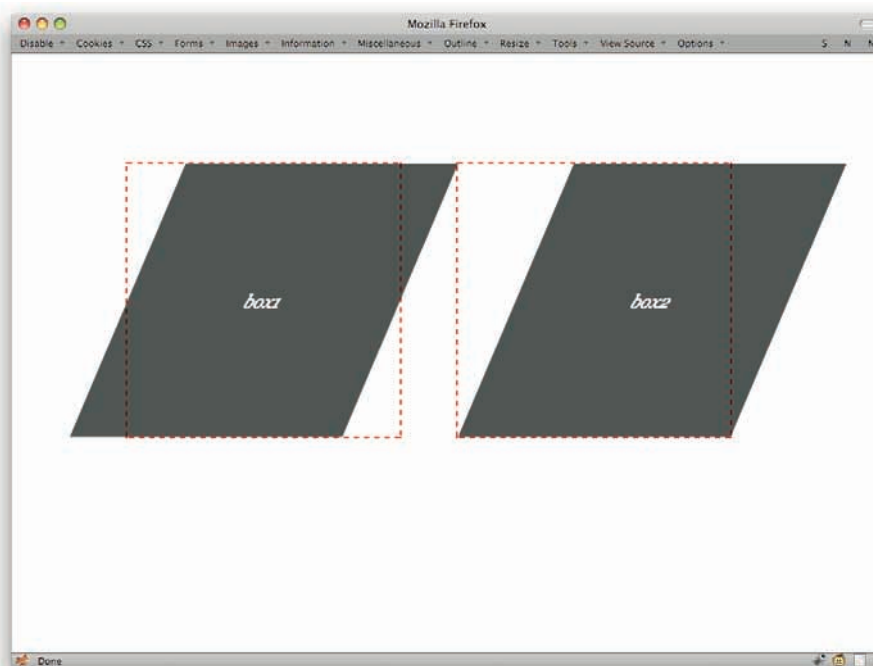 Mozilla Firefox
Disable Cookies CSS Forms Images Information Miscellaneous Outline Resize Tools View Source Options S N N
box1 box2
Done